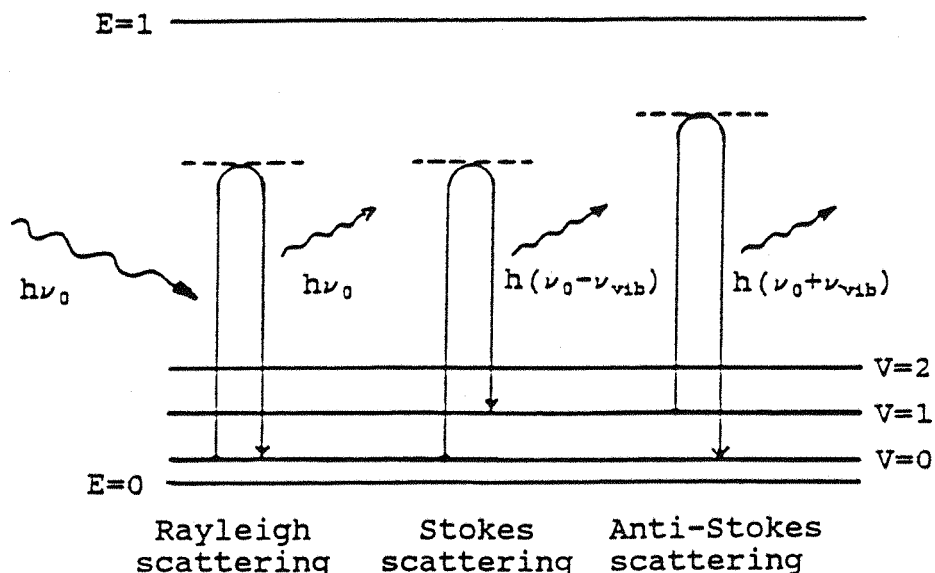 E=1
hν₀
hν₀
h(ν₀-νᵥᵢb)
h(ν₀+νᵥᵢb)
V=2
V=1
V=0
E=0
Rayleigh
scattering
Stokes
scattering
Anti-Stokes
scattering